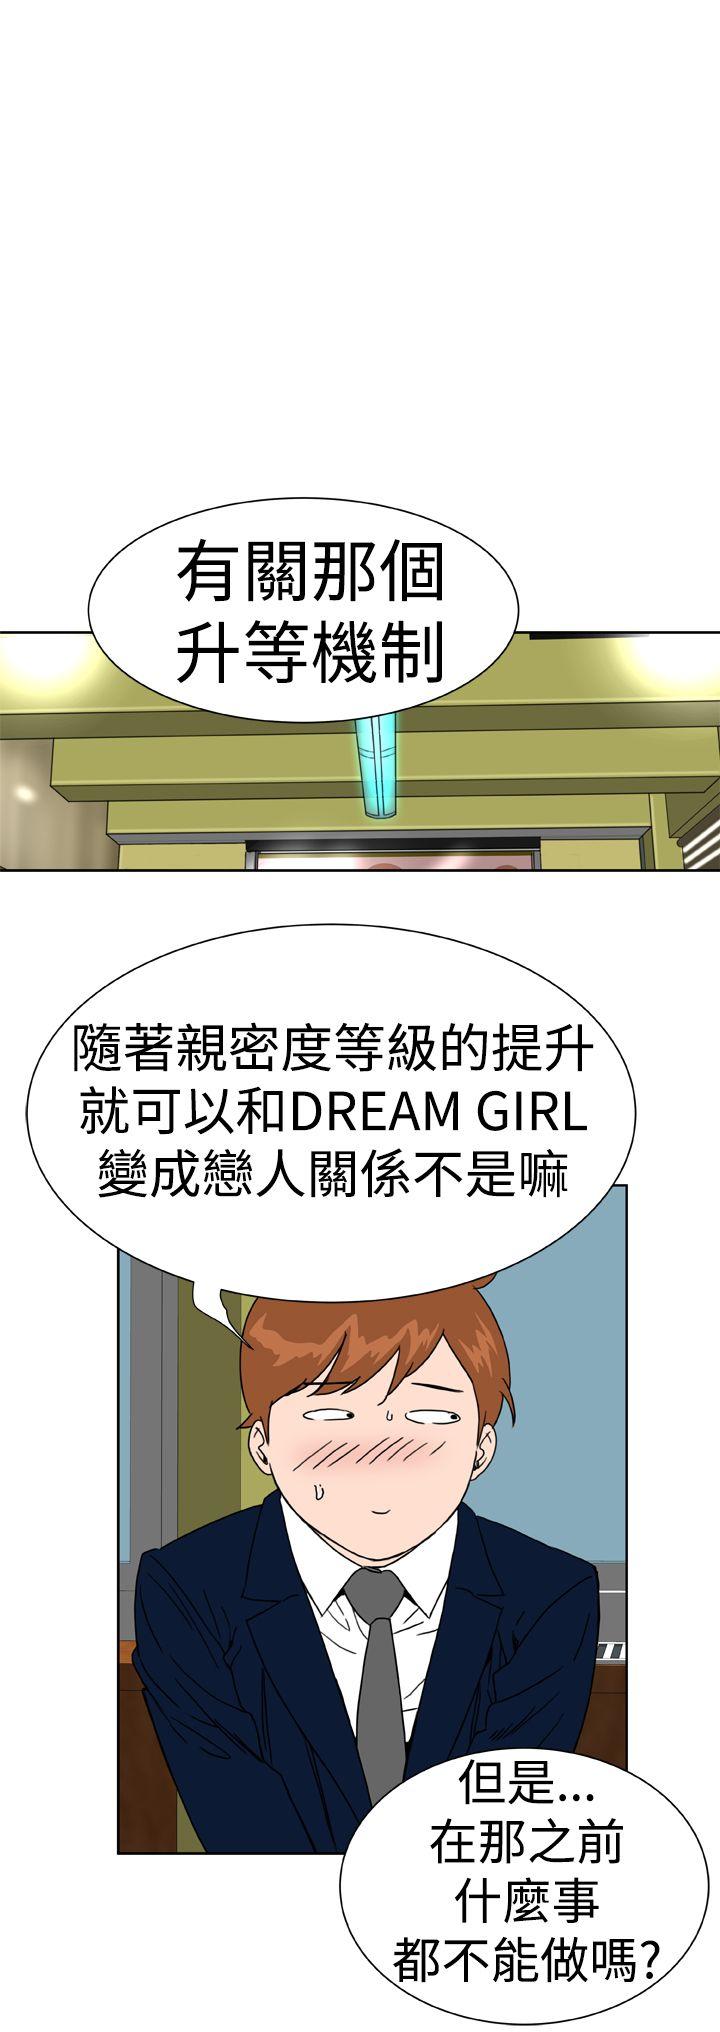 有關那個
升等機制
隨著親密度等級的提升
就可以和DREAM GIRL
變成戀人關係不是嘛
但是...
在那之前
什麼事
都不能做嗎?